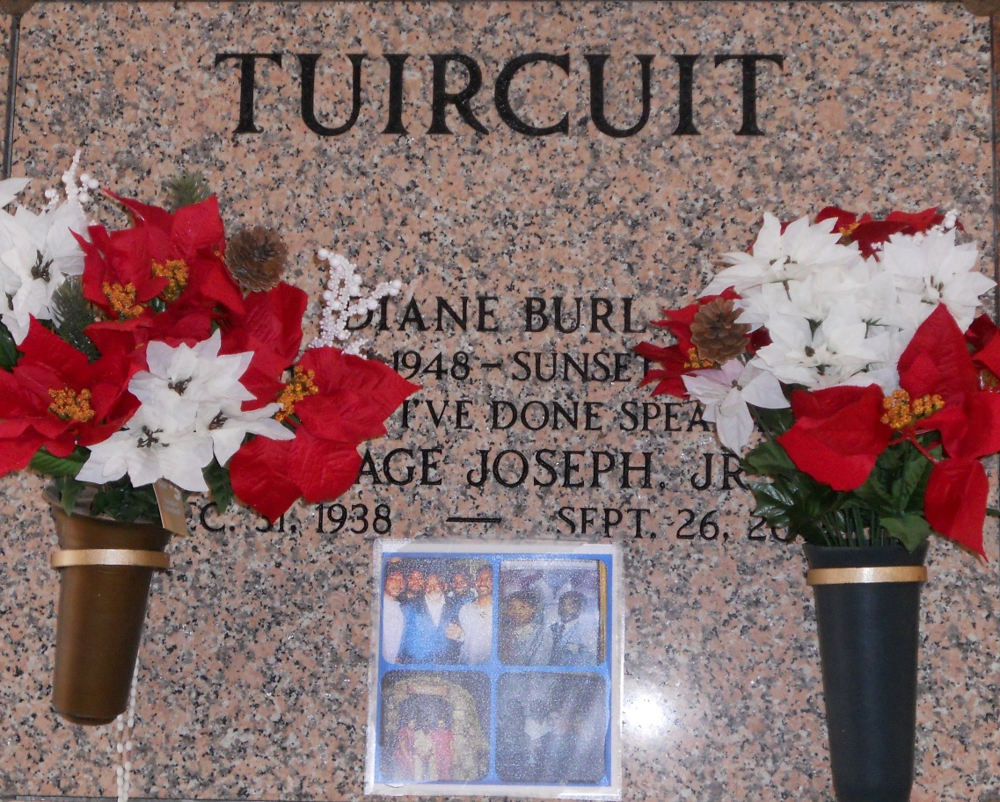 TUIRCUIT
DIANE BURL
1948 – SUNSET
I'VE DONE SPEA
AGE JOSEPH, JR
C. 31, 1938 — SEPT. 26, 20